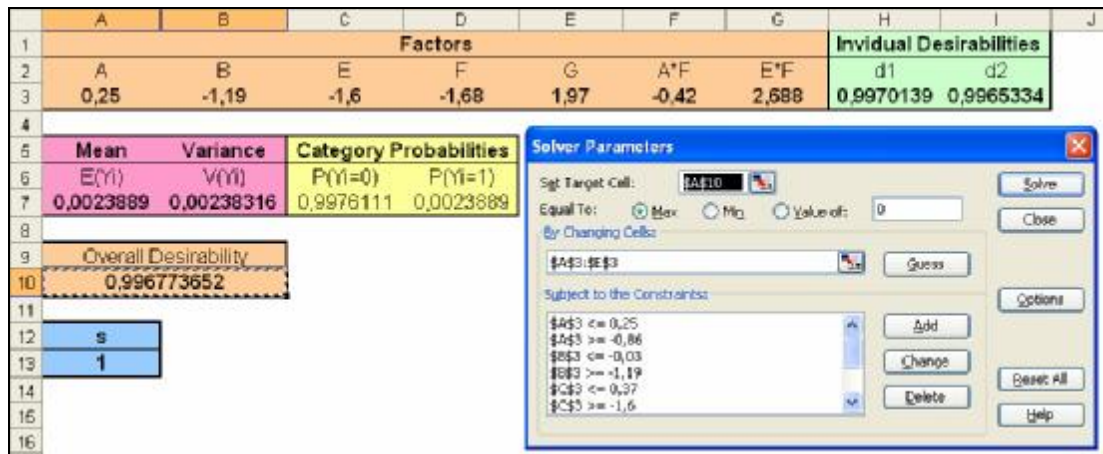 A B C D E F G H I J
1 Factors Invidual Desirabilities
2 A B E F G A*F E*F d1 d2
3 0,25 -1,19 -1,6 -1,68 1,97 -0,42 2,688 0,9970139 0,9965334
4
5 Mean Variance Category Probabilities
6 E(Yi) V(Yi) P(Yi=0) P(Yi=1)
7 0,0023889 0,00238316 0,9976111 0,0023889
8
9 Overall Desirability
10 0,996773652
11
12 s
13 1
14
15
16
Solver Parameters
Set Target Cell: $A$10 Solve
Equal To: Max Min Value of: 0 Close
By Changing Cells:
$A$3:$E$3 Guess
Subject to the Constraints: Options
$A$3 <= 0,25 Add
$A$3 >= -0,86
$B$3 <= -0,03 Change
$B$3 >= -1,19 Reset All
$C$3 <= 0,37 Delete
$C$3 >= -1,6 Help